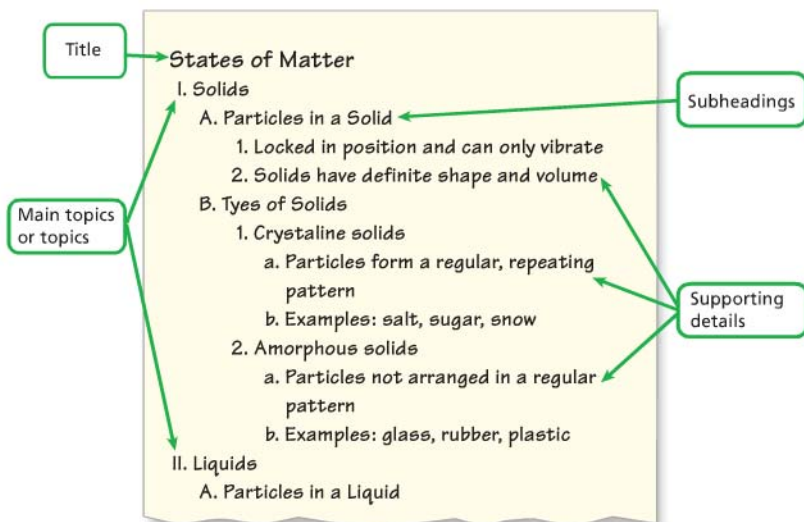 Title
States of Matter
I. Solids
Subheadings
A. Particles in a Solid
1. Locked in position and can only vibrate
2. Solids have definite shape and volume
Main topics
or topics
B. Tyes of Solids
1. Crystaline solids
a. Particles form a regular, repeating
pattern
Supporting
details
b. Examples: salt, sugar, snow
2. Amorphous solids
a. Particles not arranged in a regular
pattern
b. Examples: glass, rubber, plastic
II. Liquids
A. Particles in a Liquid